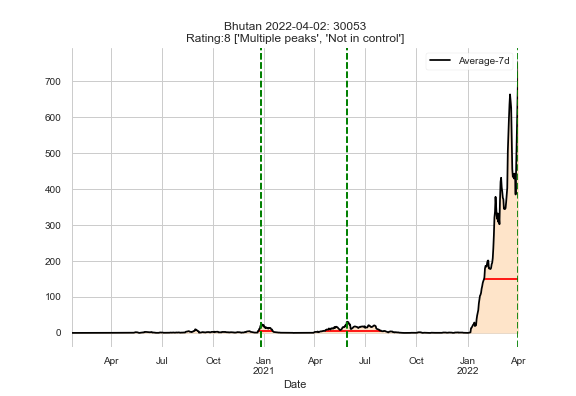 Bhutan 2022-04-02: 30053
Rating:8 ['Multiple peaks', 'Not in control']
Average-7d
700
600
500
400
300
200
100
0
Apr
Jul
Oct
Jan
2021
Apr
Jul
Oct
Jan
2022
Apr
Date